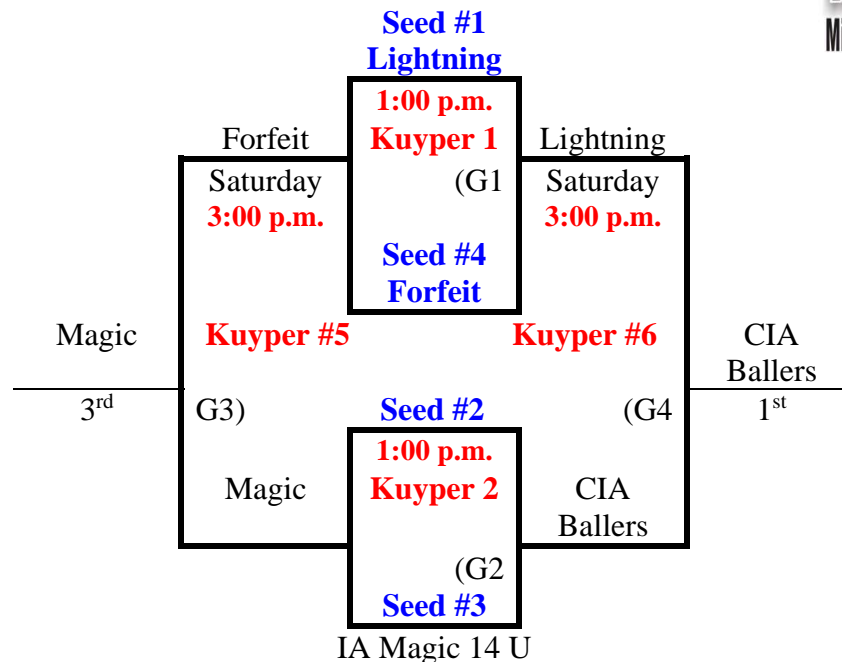 Seed #1
Lightning
1:00 p.m.
Forfeit Kuyper 1 Lightning
Saturday (G1 Saturday
3:00 p.m. 3:00 p.m.
Seed #4
Forfeit
Magic Kuyper #5 Kuyper #6 CIA
Ballers
3rd G3) Seed #2 (G4 1st
1:00 p.m.
Magic Kuyper 2 CIA
Ballers
(G2
Seed #3
IA Magic 14 U